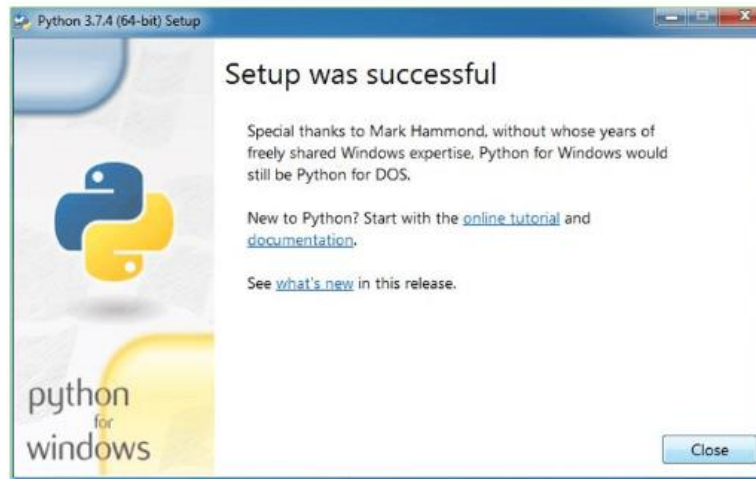 Python 3.7.4 (64-bit) Setup
Setup was successful
Special thanks to Mark Hammond, without whose years of
freely shared Windows expertise, Python for Windows would
still be Python for DOS.
New to Python? Start with the online tutorial and
documentation.
See what's new in this release.
python
for
windows
Close